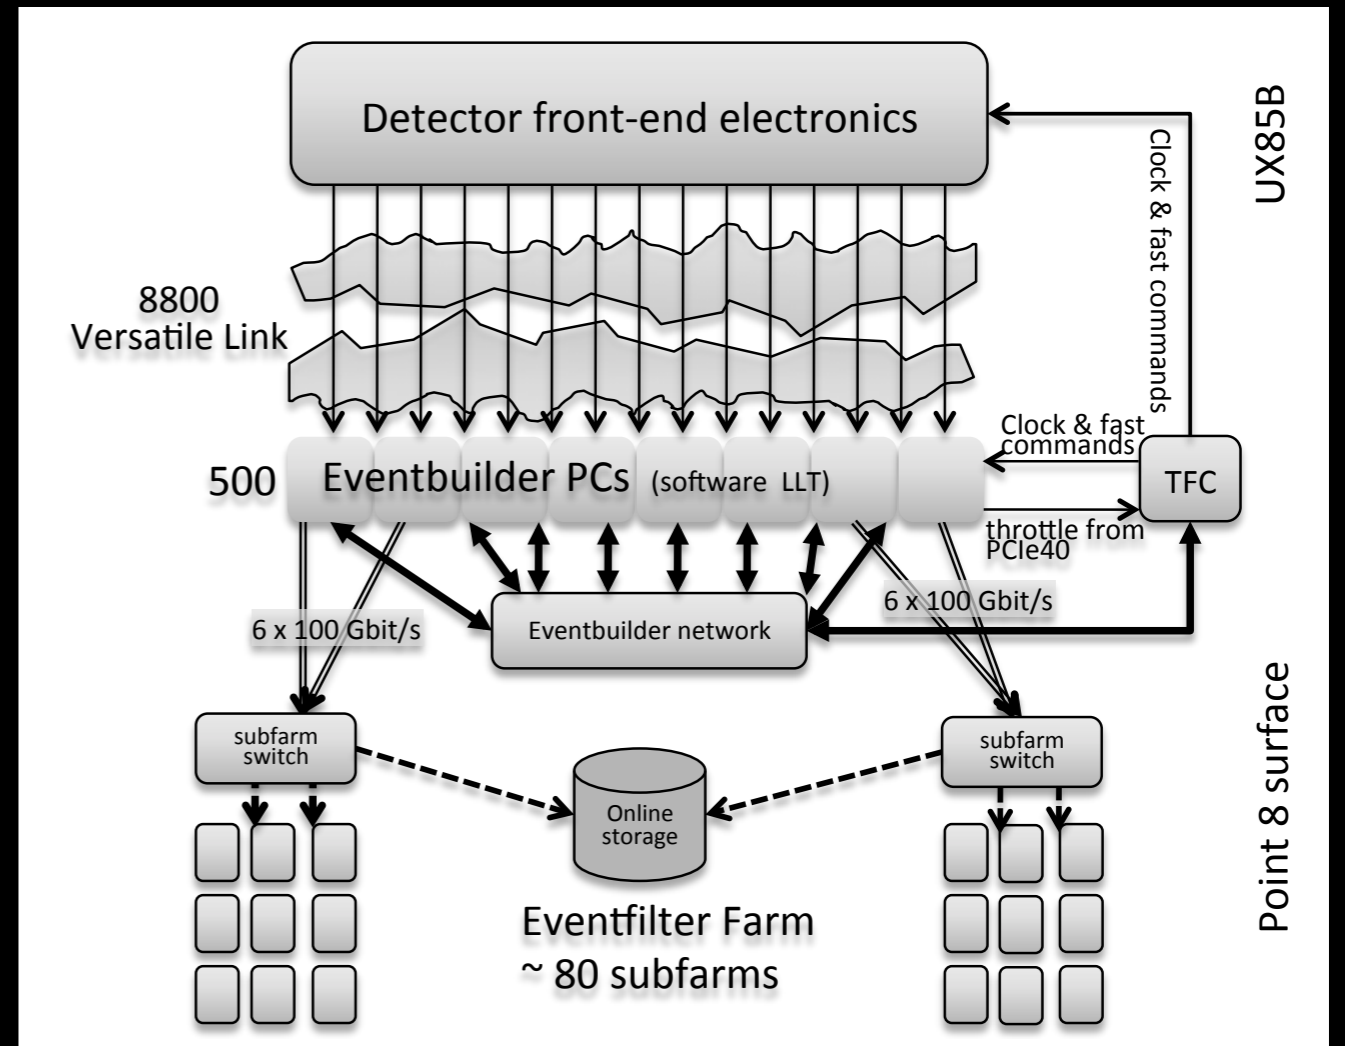 Detector front-end electronics
UX85B
Clock & fast commands
8800
Versatile Link
Clock & fast
commands
500
Eventbuilder PCs (software LLT)
TFC
throttle from
PCIe40
6 x 100 Gbit/s
6 x 100 Gbit/s
Eventbuilder network
subfarm
switch
subfarm
switch
Online
storage
Point 8 surface
Eventfilter Farm
~ 80 subfarms